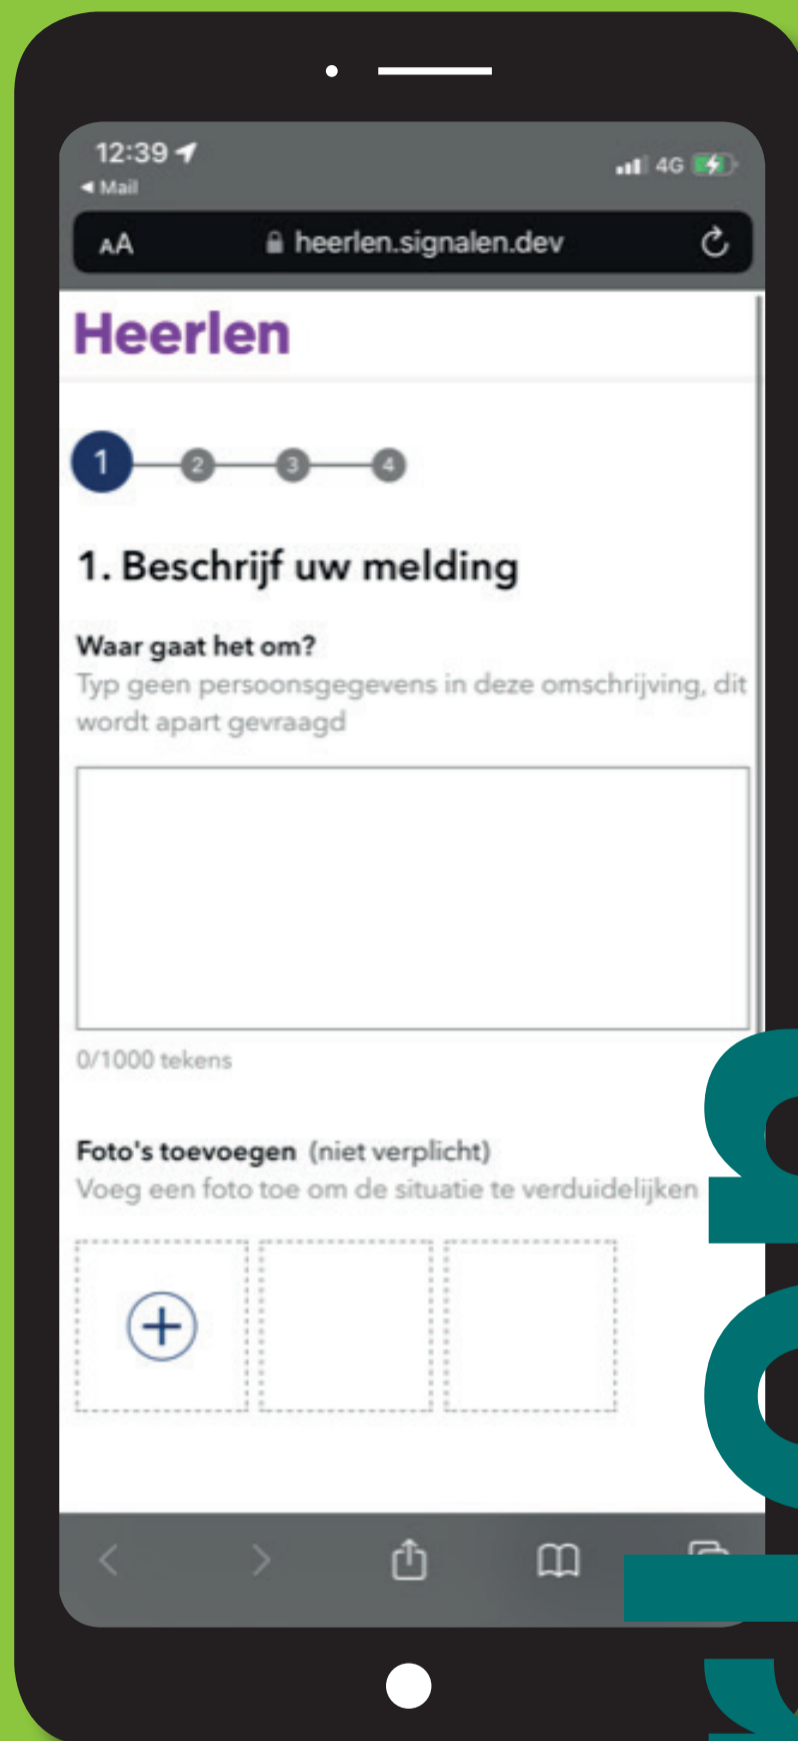 12:39
◀ Mail
4G
AA
heerlen.signalen.dev
Heerlen
1 2 3 4
1. Beschrijf uw melding
Waar gaat het om?
Typ geen persoonsgegevens in deze omschrijving, dit
wordt apart gevraagd
0/1000 tekens
Foto's toevoegen (niet verplicht)
Voeg een foto toe om de situatie te verduidelijken